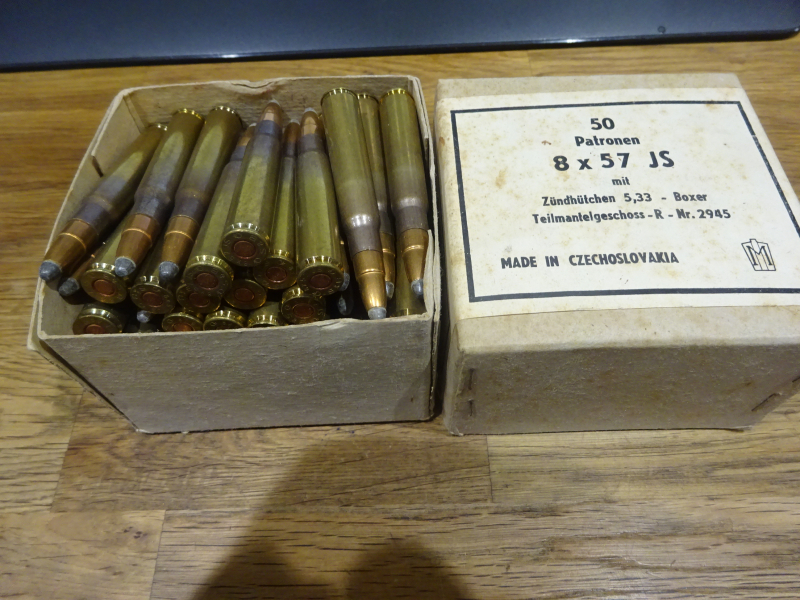 50
Patronen
8 x 57 JS
mit
Zündhütchen 5,33 - Boxer
Teilmantelgeschoss-R-Nr. 2945
MADE IN CZECHOSLOVAKIA